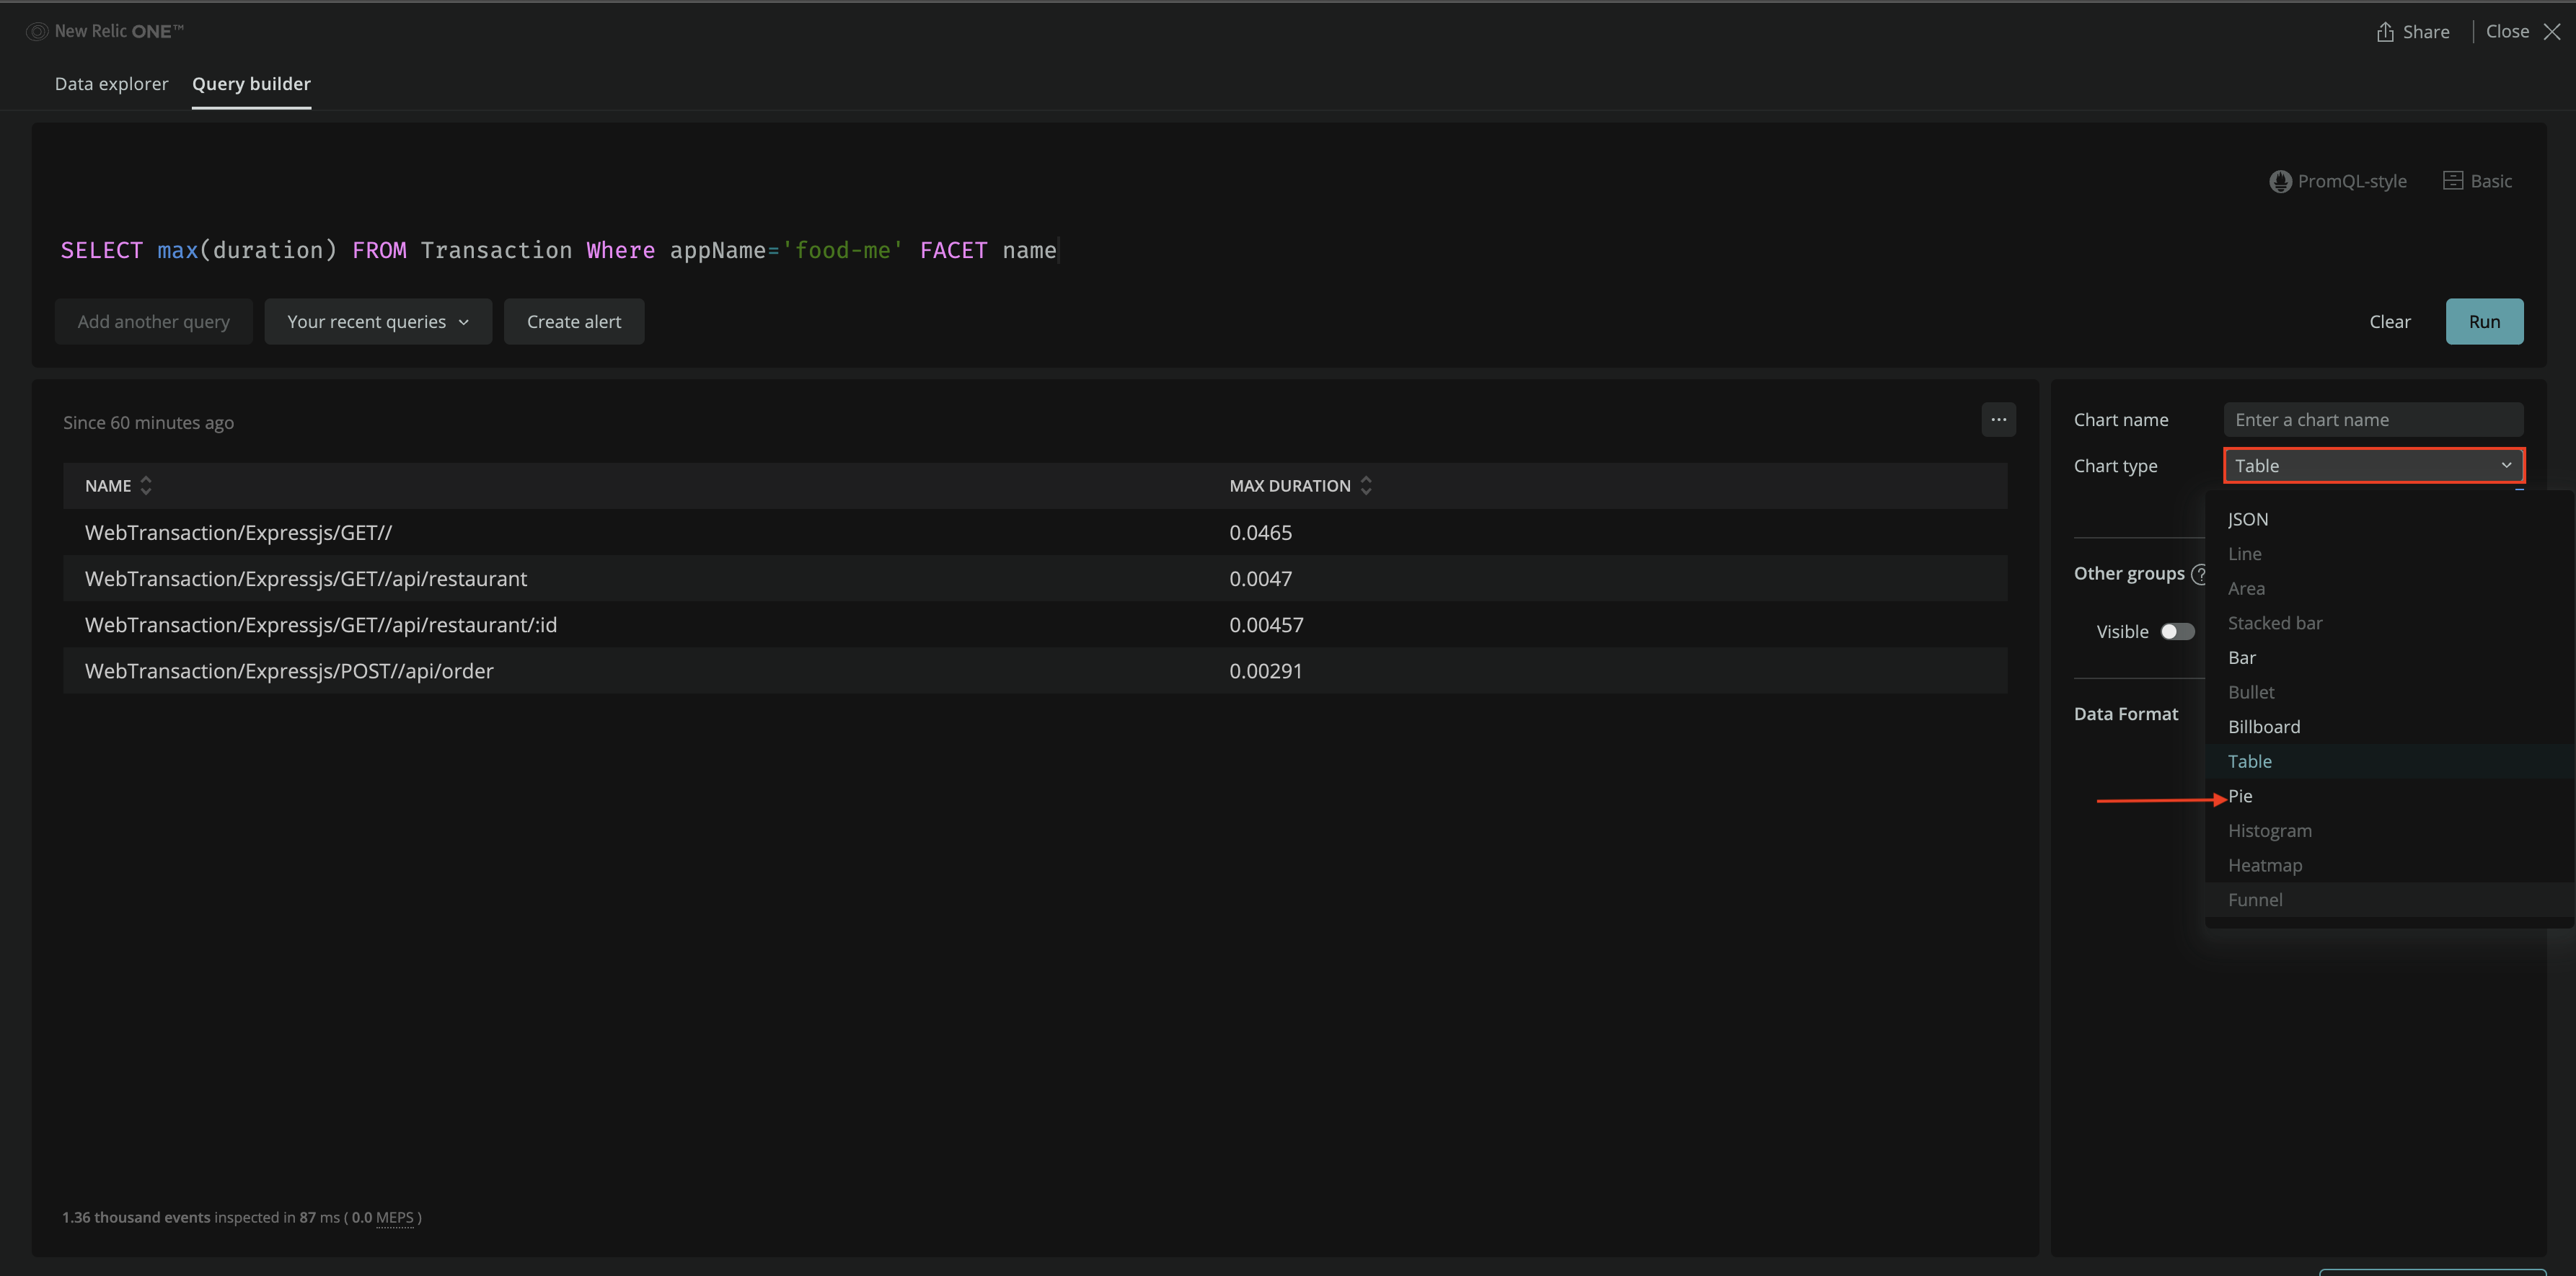 New Relic ONE™
Share
Close
Data explorer
Query builder
PromQL-style
Basic
SELECT max(duration) FROM Transaction Where appName='food-me' FACET name
Add another query
Your recent queries
Create alert
Clear
Run
Since 60 minutes ago
...
NAME
MAX DURATION
WebTransaction/Expressjs/GET//
0.0465
WebTransaction/Expressjs/GET//api/restaurant
0.0047
WebTransaction/Expressjs/GET//api/restaurant/:id
0.00457
WebTransaction/Expressjs/POST//api/order
0.00291
1.36 thousand events inspected in 87 ms ( 0.0 MEPS )
Chart name
Enter a chart name
Chart type
Table
Other groups ?
Visible
Data Format
JSON
Line
Area
Stacked bar
Bar
Bullet
Billboard
Table
Pie
Histogram
Heatmap
Funnel